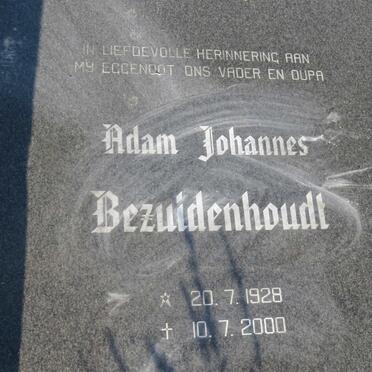 IN LIEFDEVOLLE HERINNERING AAN
MY EGGENOOT ONS VADER EN OUPA
Adam Johannes
Bezuidenhoudt
☆ 20.7.1928
† 10.7.2000